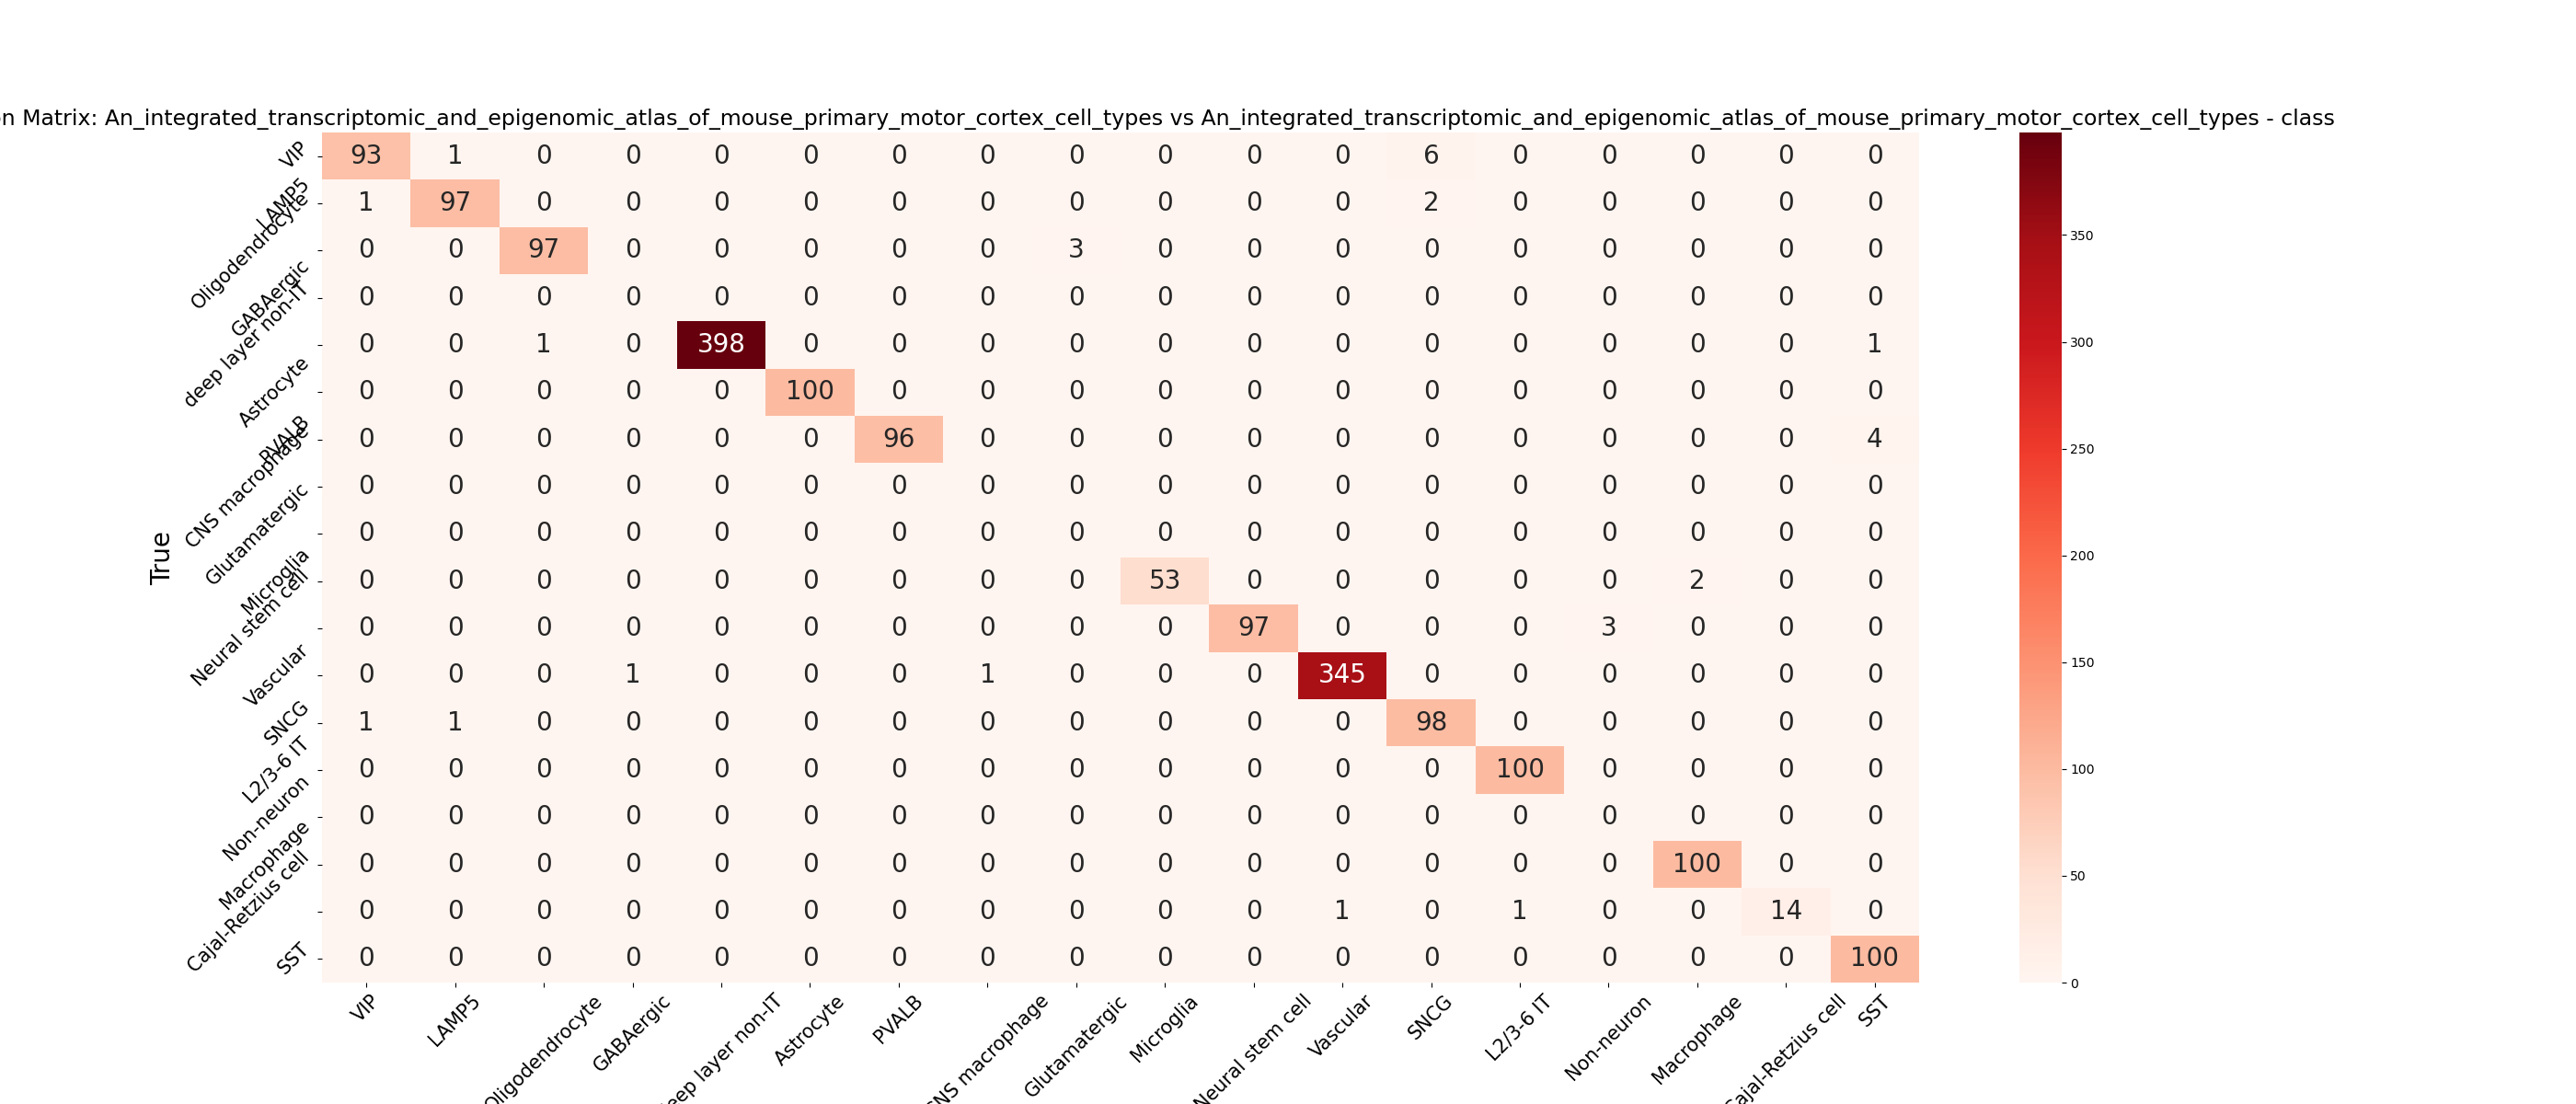 n Matrix: An_integrated_transcriptomic_and_epigenomic_atlas_of_mouse_primary_motor_cortex_cell_types vs An_integrated_transcriptomic_and_epigenomic_atlas_of_mouse_primary_motor_cortex_cell_types - class
VIP 93 1 0 0 0 0 0 0 0 0 0 0 6 0 0 0 0 0
LAMP5 1 97 0 0 0 0 0 0 0 0 0 0 2 0 0 0 0 0
Oligodendrocyte 0 0 97 0 0 0 0 0 3 0 0 0 0 0 0 0 0 0
GABAergic 0 0 0 0 0 0 0 0 0 0 0 0 0 0 0 0 0 0
deep layer non-IT 0 0 1 0 398 0 0 0 0 0 0 0 0 0 0 0 0 1
Astrocyte 0 0 0 0 0 100 0 0 0 0 0 0 0 0 0 0 0 0
PVALB 0 0 0 0 0 0 96 0 0 0 0 0 0 0 0 0 0 4
CNS macrophage 0 0 0 0 0 0 0 0 0 0 0 0 0 0 0 0 0 0
Glutamatergic 0 0 0 0 0 0 0 0 0 0 0 0 0 0 0 0 0 0
Microglia 0 0 0 0 0 0 0 0 0 53 0 0 0 0 0 2 0 0
Neural stem cell 0 0 0 0 0 0 0 0 0 0 97 0 0 0 3 0 0 0
Vascular 0 0 0 1 0 0 0 1 0 0 0 345 0 0 0 0 0 0
SNCG 1 1 0 0 0 0 0 0 0 0 0 0 98 0 0 0 0 0
L2/3-6 IT 0 0 0 0 0 0 0 0 0 0 0 0 0 100 0 0 0 0
Non-neuron 0 0 0 0 0 0 0 0 0 0 0 0 0 0 0 0 0 0
Macrophage 0 0 0 0 0 0 0 0 0 0 0 0 0 0 0 100 0 0
Cajal-Retzius cell 0 0 0 0 0 0 0 0 0 0 0 1 0 1 0 0 14 0
SST 0 0 0 0 0 0 0 0 0 0 0 0 0 0 0 0 0 100
True
VIP
LAMP5
Oligodendrocyte
GABAergic
eep layer non-IT
Astrocyte
PVALB
NS macrophage
Glutamatergic
Microglia
Neural stem cell
Vascular
SNCG
L2/3-6 IT
Non-neuron
Macrophage
Cajal-Retzius cell
SST
350
300
250
200
150
100
50
0